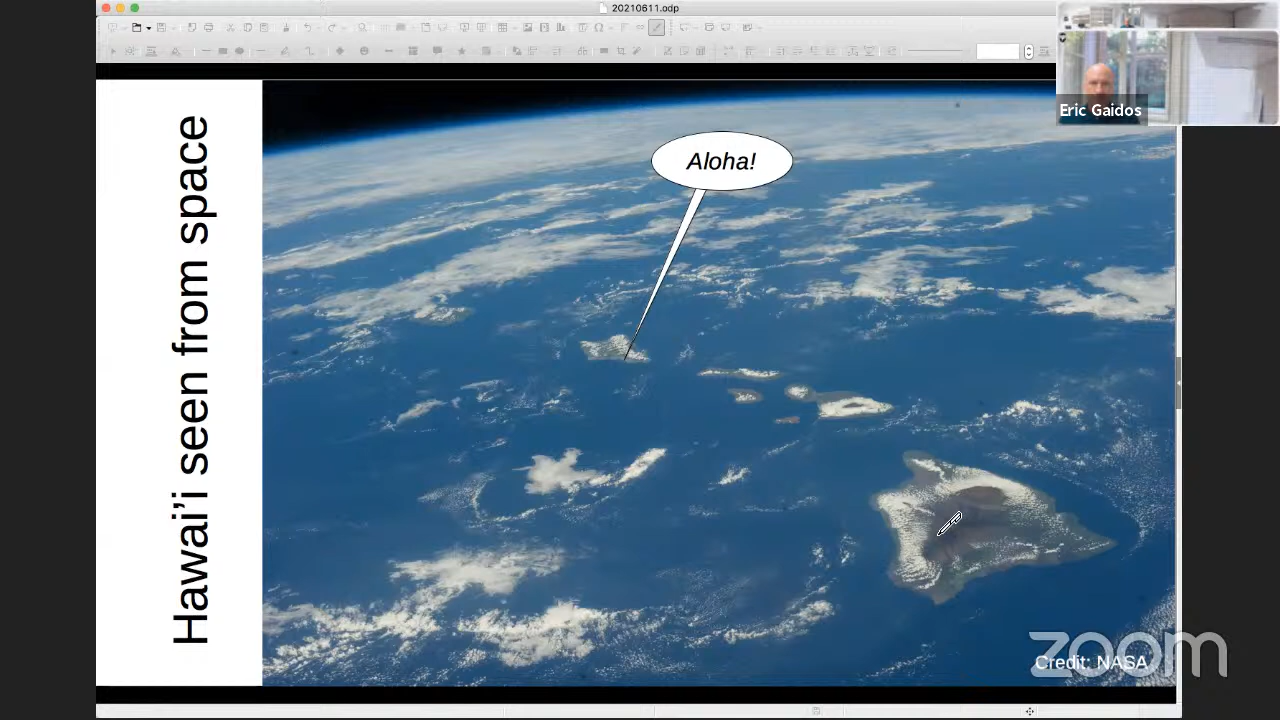 20210611.odp
Eric Gaidos
Aloha!
Hawai’i seen from space
Credit: NASA
zoom